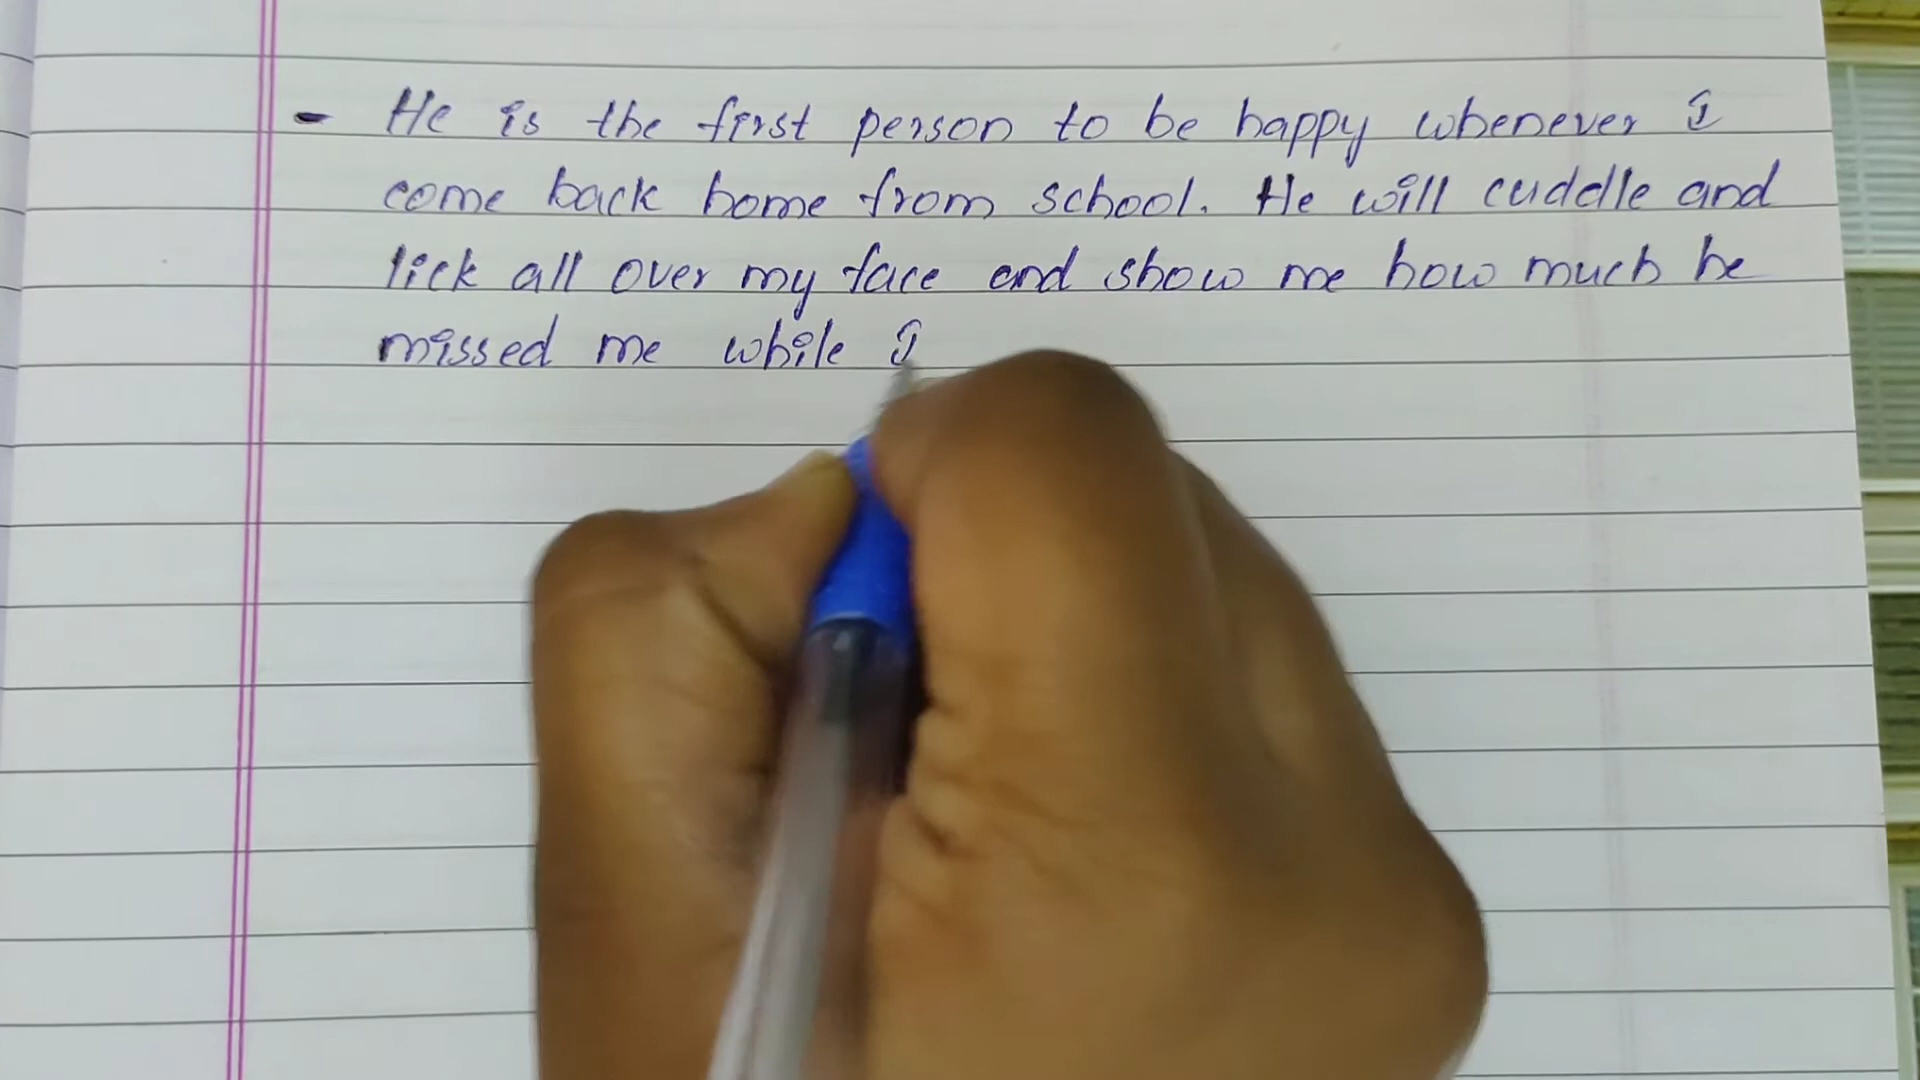 - He is the first person to be happy whenever I
come back home from school. He will cuddle and
lick all over my face and show me how much he
missed me while I